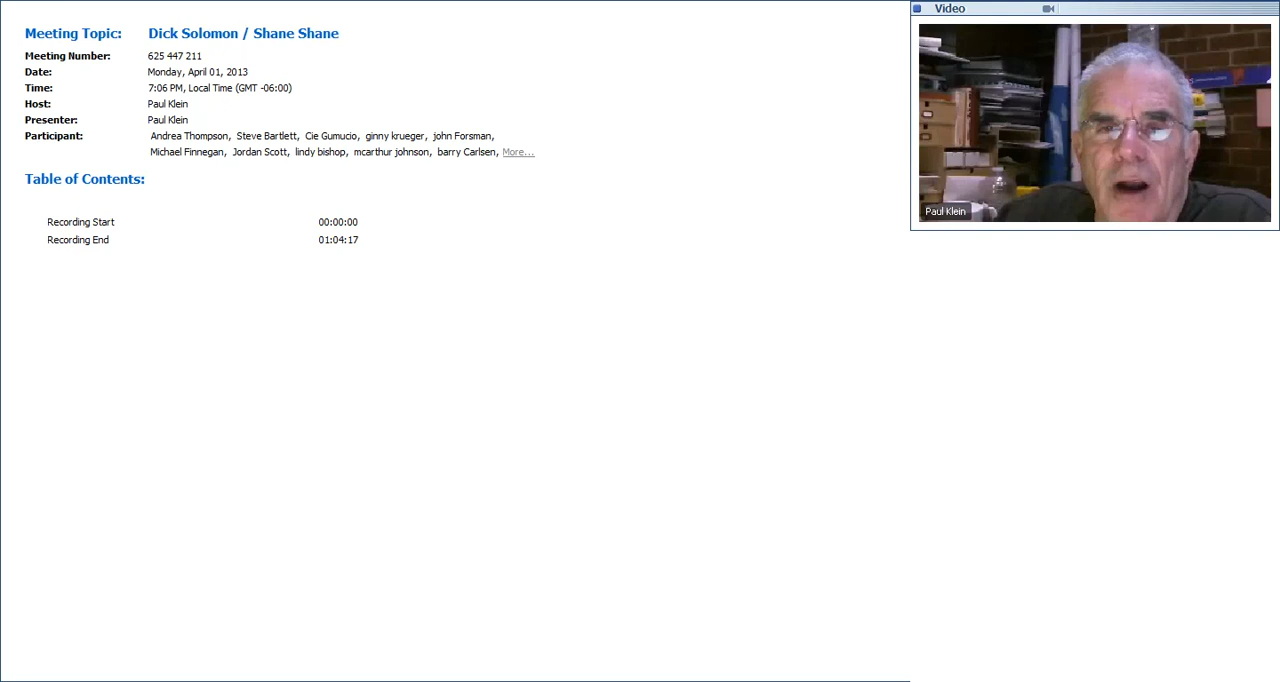 Meeting Topic: Dick Solomon / Shane Shane
Meeting Number: 625 447 211
Date: Monday, April 01, 2013
Time: 7:06 PM, Local Time (GMT -06:00)
Host: Paul Klein
Presenter: Paul Klein
Participant: Andrea Thompson, Steve Bartlett, Cie Gumucio, ginny krueger, john Forsman,
Michael Finnegan, Jordan Scott, lindy bishop, mcarthur johnson, barry Carlsen, More...
Table of Contents:
Recording Start 00:00:00
Recording End 01:04:17
Video
Paul Klein